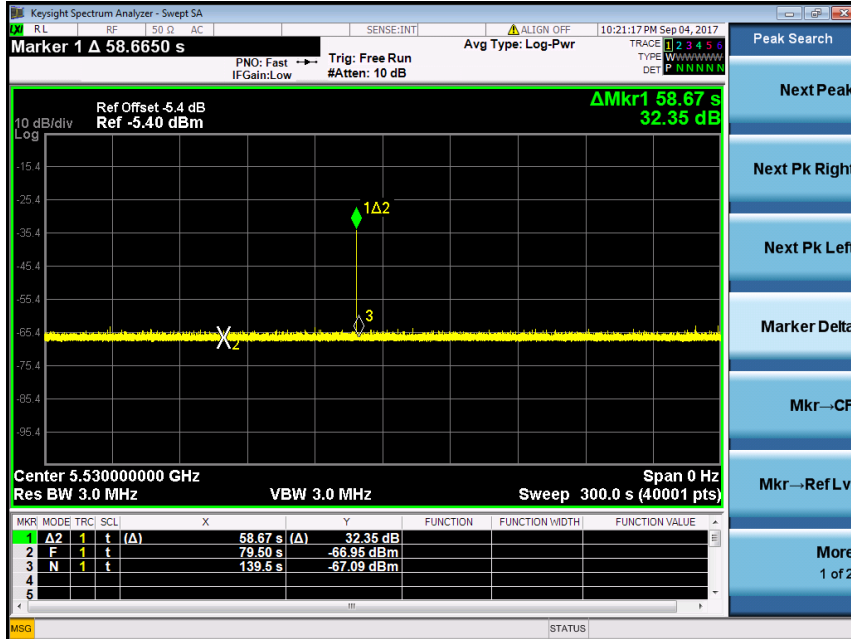 Keysight Spectrum Analyzer - Swept SA
LXI RL RF 50 Ω AC SENSE:INT ALIGN OFF 10:21:17 PM Sep 04, 2017
Marker 1 Δ 58.6650 s
PNO: Fast
IFGain:Low
Trig: Free Run
#Atten: 10 dB
Avg Type: Log-Pwr
TRACE 1 2 3 4 5 6
TYPE WWWWWW
DET P N N N N N
Ref Offset -5.4 dB
10 dB/div Ref -5.40 dBm
Log
ΔMkr1 58.67 s
32.35 dB
-15.4
-25.4
1Δ2
-35.4
-45.4
-55.4
3
-65.4
2
-75.4
-85.4
-95.4
Center 5.530000000 GHz Span 0 Hz
Res BW 3.0 MHz VBW 3.0 MHz Sweep 300.0 s (40001 pts)
MKR MODE TRC SCL X Y FUNCTION FUNCTION WIDTH FUNCTION VALUE
1 Δ2 1 t (Δ) 58.67 s (Δ) 32.35 dB
2 F 1 t 79.50 s -66.95 dBm
3 N 1 t 139.5 s -67.09 dBm
4
5
MSG STATUS
Peak Search
Next Peak
Next Pk Right
Next Pk Left
Marker Delta
Mkr→CF
Mkr→Ref Lv
More
1 of 2